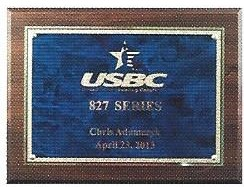 USBC
827 SERIES
Chris Adamczyk
April 23, 2013